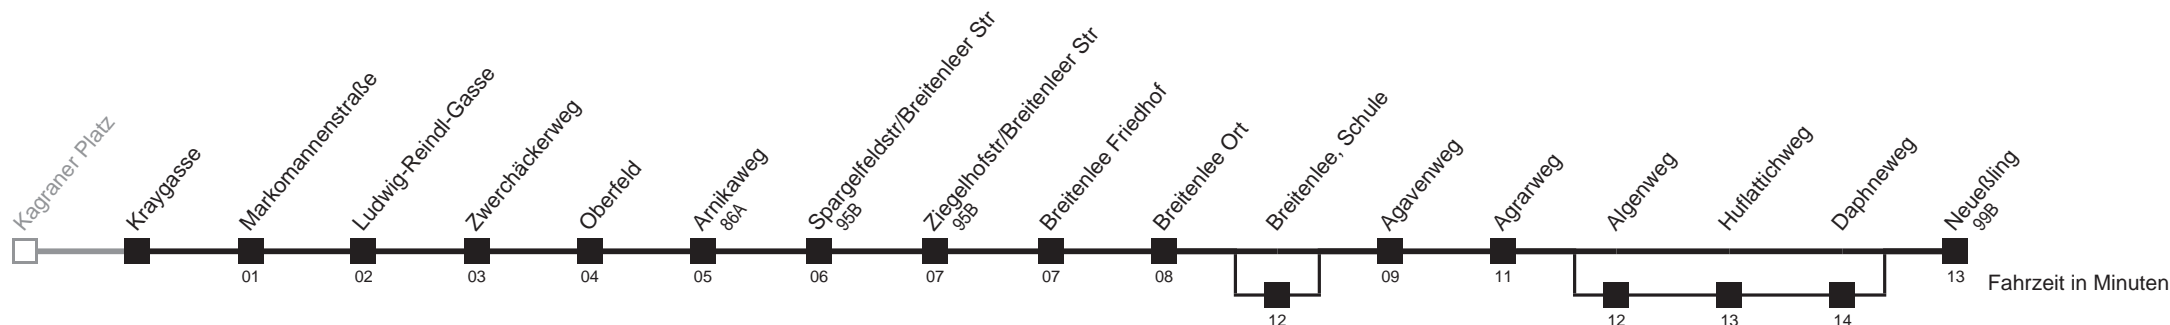 Kagraner Platz
Kraygasse
Markomannenstraße
Ludwig-Reindl-Gasse
Zwerchäckerweg
Oberfeld
Arnikaweg
86A
Spargelfeldstr/Breitenleer Str
95B
Ziegelhofstr/Breitenleer Str
95B
Breitenlee Friedhof
Breitenlee Ort
Breitenlee, Schule
Agavenweg
Agrarweg
Algenweg
Huflattichweg
Daphneweg
Neueßling
99B
01 02 03 04 05 06 07 07 08 09 11 13
Fahrzeit in Minuten
12 12 13 14